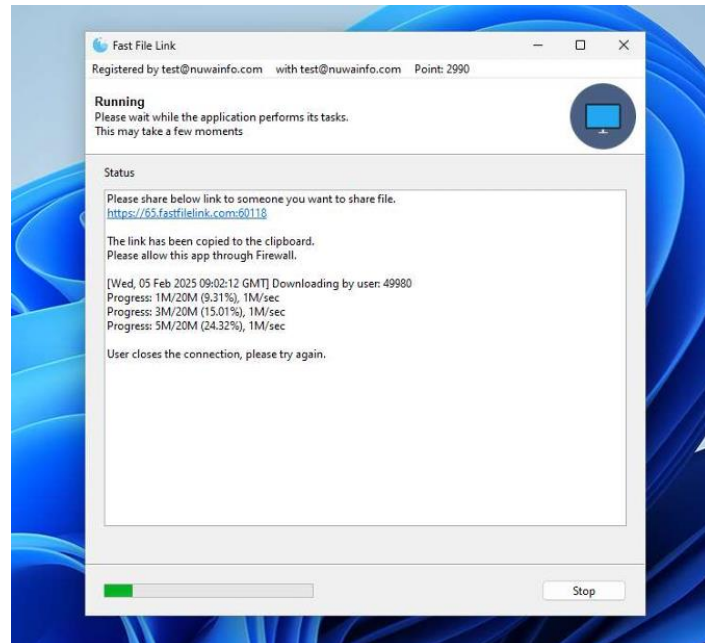 Fast File Link
Registered by test@nuwainfo.com with test@nuwainfo.com Point: 2990
Running
Please wait while the application performs its tasks.
This may take a few moments
Status
Please share below link to someone you want to share file.
https://65.fastfilelink.com:60118
The link has been copied to the clipboard.
Please allow this app through Firewall.
[Wed, 05 Feb 2025 09:02:12 GMT] Downloading by user: 49980
Progress: 1M/20M (9.31%), 1M/sec
Progress: 3M/20M (15.01%), 1M/sec
Progress: 5M/20M (24.32%), 1M/sec
User closes the connection, please try again.
Stop